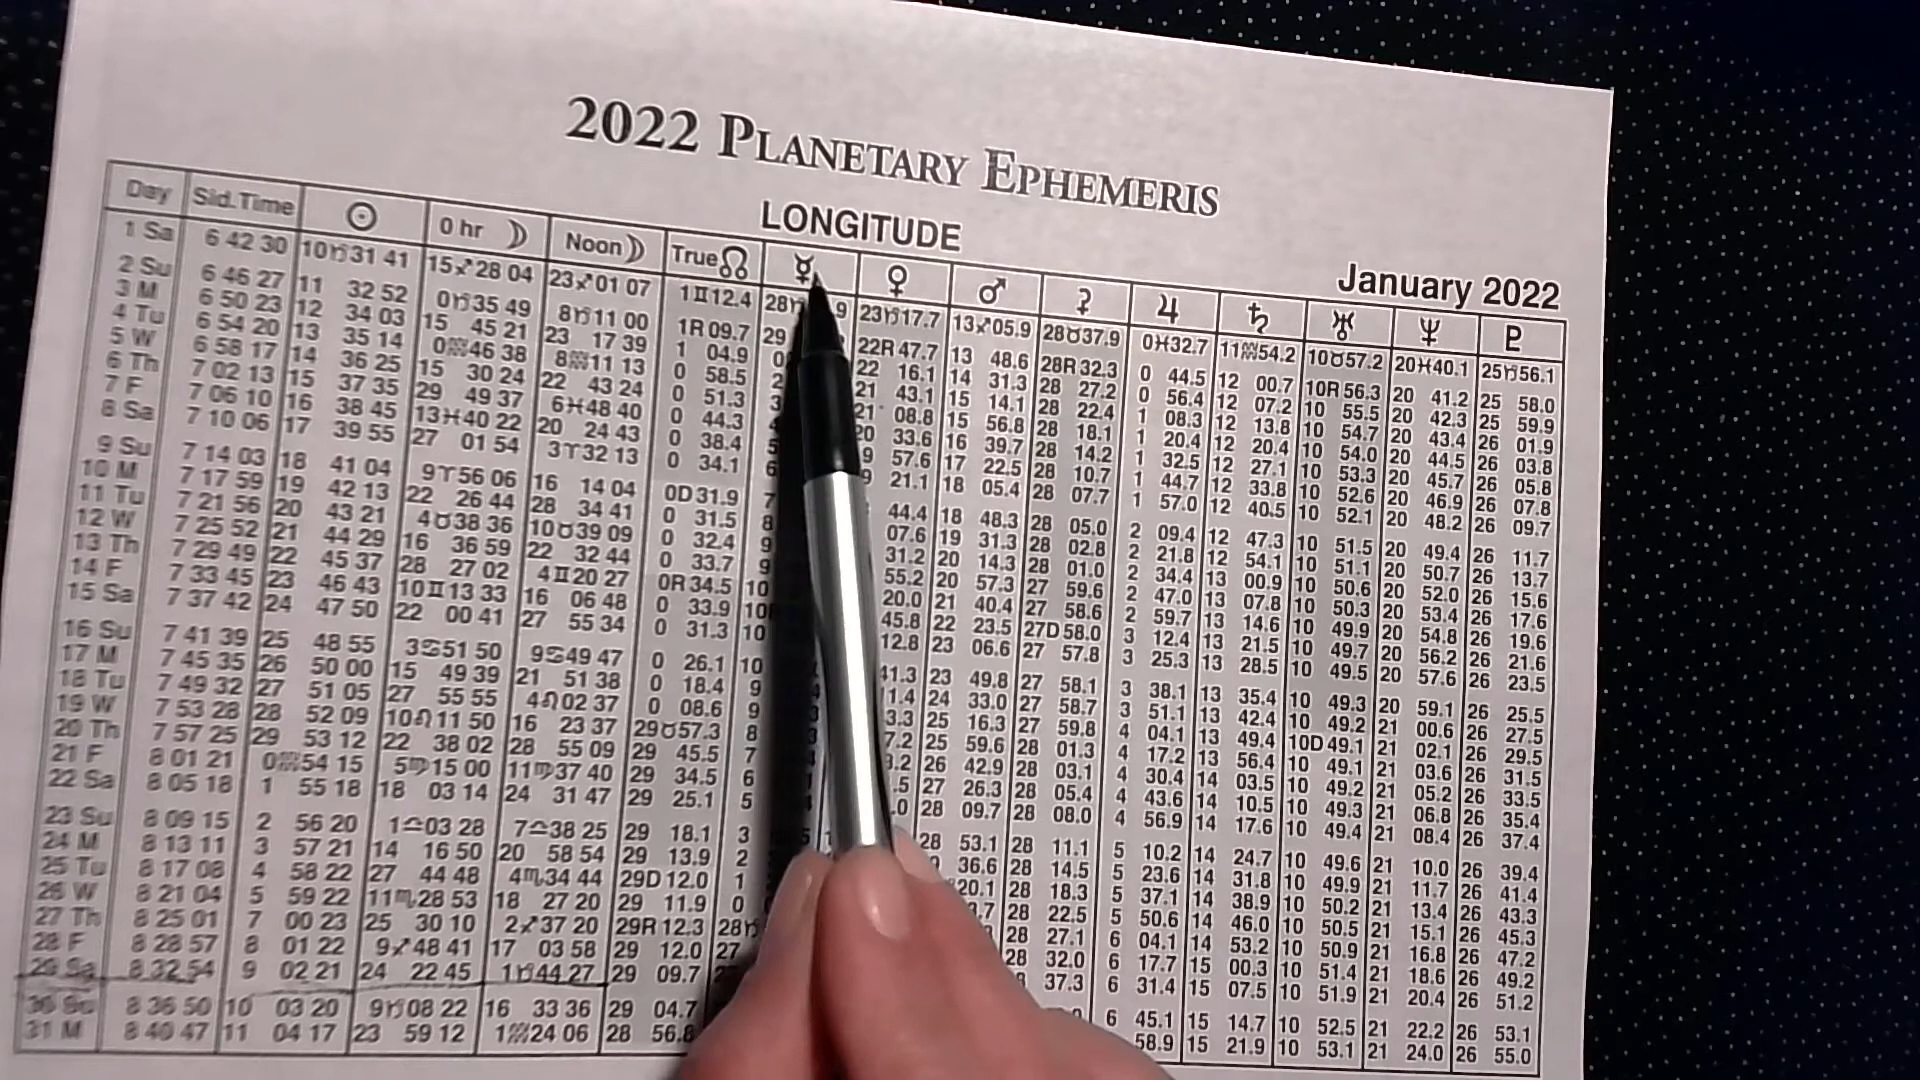 2022 PLANETARY EPHEMERIS
LONGITUDE
January 2022
Day Sid.Time ☉ 0 hr ☽ Noon ☽ True ☊ ☿ ♀ ♂ ⚳ ♃ ♄ ♅ ♆ ♇
1 Sa 6 42 30 10♑31 41 15♐28 04 23♐01 07 1♊12.4 28♑ 23♑17.7 13♐05.9 28♉37.9 0♓32.7 11♒54.2 10♉57.2 20♓40.1 25♑56.1
2 Su 6 46 27 11 32 52 0♑35 49 8♑11 00 1R09.7 29 22R47.7 13 48.6 28R32.3 0 44.5 12 00.7 10R56.3 20 41.2 25 58.0
3 M 6 50 23 12 34 03 15 45 21 23 17 39 1 04.9 22 16.1 14 31.3 28 27.2 0 56.4 12 07.2 10 55.5 20 42.3 25 59.9
4 Tu 6 54 20 13 35 14 0♒46 38 8♒11 13 0 58.5 21 43.1 15 14.1 28 22.4 1 08.3 12 13.8 10 54.7 20 43.4 26 01.9
5 W 6 58 17 14 36 25 15 30 24 22 43 24 0 51.3 21 08.8 15 56.8 28 18.1 1 20.4 12 20.4 10 54.0 20 44.5 26 03.8
6 Th 7 02 13 15 37 35 29 49 37 6♓48 40 0 44.3 20 33.6 16 39.7 28 14.2 1 32.5 12 27.1 10 53.3 20 45.7 26 05.8
7 F 7 06 10 16 38 45 13♓40 22 20 24 43 0 38.4 57.6 17 22.5 28 10.7 1 44.7 12 33.8 10 52.6 20 46.9 26 07.8
8 Sa 7 10 06 17 39 55 27 01 54 3♈32 13 0 34.1 6 21.1 18 05.4 28 07.7 1 57.0 12 40.5 10 52.1 20 48.2 26 09.7
9 Su 7 14 03 18 41 04 9♈56 06 16 14 04 0D31.9 7 44.4 18 48.3 28 05.0 2 09.4 12 47.3 10 51.5 20 49.4 26 11.7
10 M 7 17 59 19 42 13 22 26 44 28 34 41 0 31.5 8 07.6 19 31.3 28 02.8 2 21.8 12 54.1 10 51.1 20 50.7 26 13.7
11 Tu 7 21 56 20 43 21 4♉38 36 10♉39 09 0 32.4 9 31.2 20 14.3 28 01.0 2 34.4 13 00.9 10 50.6 20 52.0 26 15.6
12 W 7 25 52 21 44 29 16 36 59 22 32 44 0 33.7 9 55.2 20 57.3 27 59.6 2 47.0 13 07.8 10 50.3 20 53.4 26 17.6
13 Th 7 29 49 22 45 37 28 27 02 4♊20 27 0R34.5 10 20.0 21 40.4 27 58.6 2 59.7 13 14.6 10 49.9 20 54.8 26 19.6
14 F 7 33 45 23 46 43 10♊13 33 16 06 48 0 33.9 10 45.8 22 23.5 27D58.0 3 12.4 13 21.5 10 49.7 20 56.2 26 21.6
15 Sa 7 37 42 24 47 50 22 00 41 27 55 34 0 31.3 10 12.8 23 06.6 27 57.8 3 25.3 13 28.5 10 49.5 20 57.6 26 23.5
16 Su 7 41 39 25 48 55 3♋51 50 9♋49 47 0 26.1 10 41.3 23 49.8 27 58.1 3 38.1 13 35.4 10 49.3 20 59.1 26 25.5
17 M 7 45 35 26 50 00 15 49 39 21 51 38 0 18.4 9 24 33.0 27 58.7 3 51.1 13 42.4 10 49.2 21 00.6 26 27.5
18 Tu 7 49 32 27 51 05 27 55 55 4♌02 37 0 08.6 9 25 16.3 27 59.8 4 04.1 13 49.4 10D49.1 21 02.1 26 29.5
19 W 7 53 28 28 52 09 10♌11 50 16 23 37 29♉57.3 8 25 59.6 28 01.3 4 17.2 13 56.4 10 49.1 21 03.6 26 31.5
20 Th 7 57 25 29 53 12 22 38 02 28 55 09 29 45.5 7 26 42.9 28 03.1 4 30.4 14 03.5 10 49.2 21 05.2 26 33.5
21 F 8 01 21 0♒54 15 5♍15 00 11♍37 40 29 34.5 6 27 26.3 28 05.4 4 43.6 14 10.5 10 49.3 21 06.8 26 35.4
22 Sa 8 05 18 1 55 18 18 03 14 24 31 47 29 25.1 5 28 09.7 28 08.0 4 56.9 14 17.6 10 49.4 21 08.4 26 37.4
23 Su 8 09 15 2 56 20 1♎03 28 7♎38 25 29 18.1 3 28 53.1 28 11.1 5 10.2 14 24.7 10 49.6 21 10.0 26 39.4
24 M 8 13 11 3 57 21 14 16 50 20 58 54 29 13.9 2 36.6 28 14.5 5 23.6 14 31.8 10 49.9 21 11.7 26 41.4
25 Tu 8 17 08 4 58 22 27 44 48 4♏34 44 29D12.0 1 20.1 28 18.3 5 37.1 14 38.9 10 50.2 21 13.4 26 43.3
26 W 8 21 04 5 59 22 11♏28 53 18 27 20 29 11.9 0 28 22.5 5 50.6 14 46.0 10 50.5 21 15.1 26 45.3
27 Th 8 25 01 7 00 23 25 30 10 2♐37 20 29R12.3 28♑ 28 27.1 6 04.1 14 53.2 10 50.9 21 16.8 26 47.2
28 F 8 28 57 8 01 22 9♐48 41 17 03 58 29 12.0 27 28 32.0 6 17.7 15 00.3 10 51.4 21 18.6 26 49.2
29 Sa 8 32 54 9 02 21 24 22 45 1♑44 27 29 09.7 37.3 6 31.4 15 07.5 10 51.9 21 20.4 26 51.2
30 Su 8 36 50 10 03 20 9♑08 22 16 33 36 29 04.7 6 45.1 15 14.7 10 52.5 21 22.2 26 53.1
31 M 8 40 47 11 04 17 23 59 12 1♒24 06 28 56.8 58.9 15 21.9 10 53.1 21 24.0 26 55.0